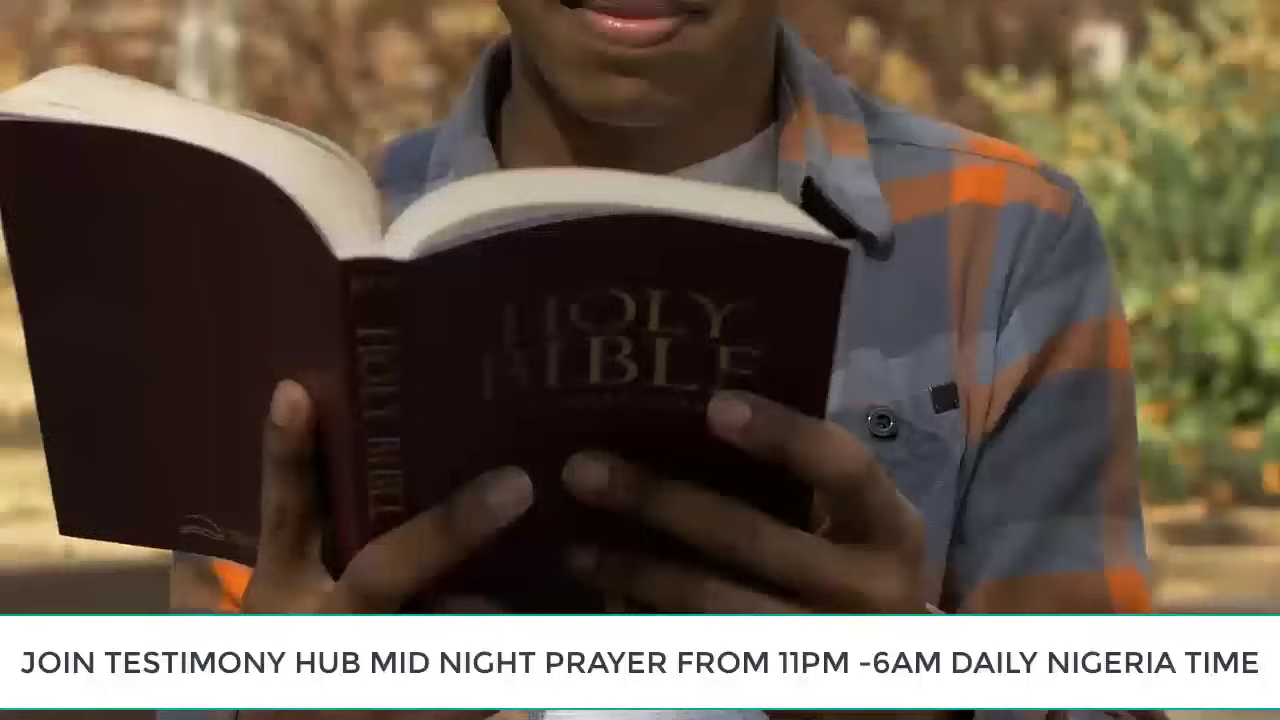 HOLY
BIBLE
HOLY BIBLE
JOIN TESTIMONY HUB MID NIGHT PRAYER FROM 11PM -6AM DAILY NIGERIA TIME